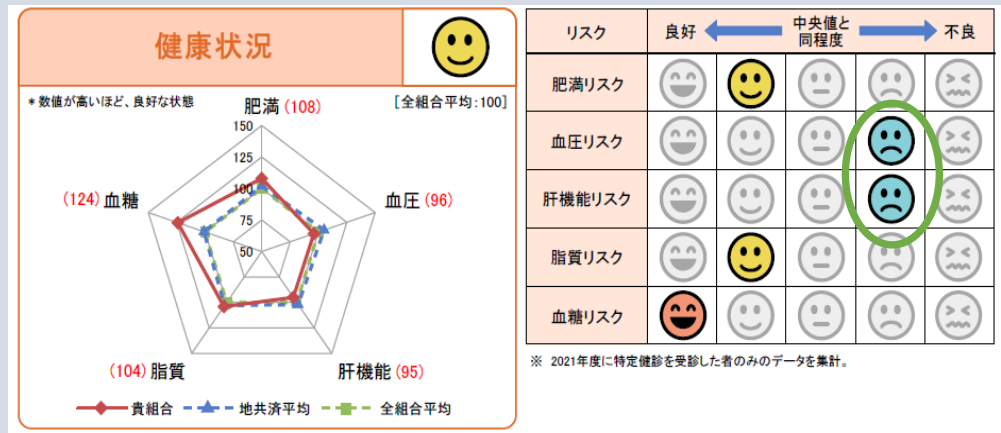 健康状況
*数値が高いほど、良好な状態
[全組合平均:100]
肥満(108)
150
125
100
75
50
(124)血糖
血圧(96)
(104)脂質
肝機能(95)
貴組合
地共済平均
全組合平均
リスク
良好
中央値と
同程度
不良
肥満リスク
血圧リスク
肝機能リスク
脂質リスク
血糖リスク
※ 2021年度に特定健診を受診した者のみのデータを集計。